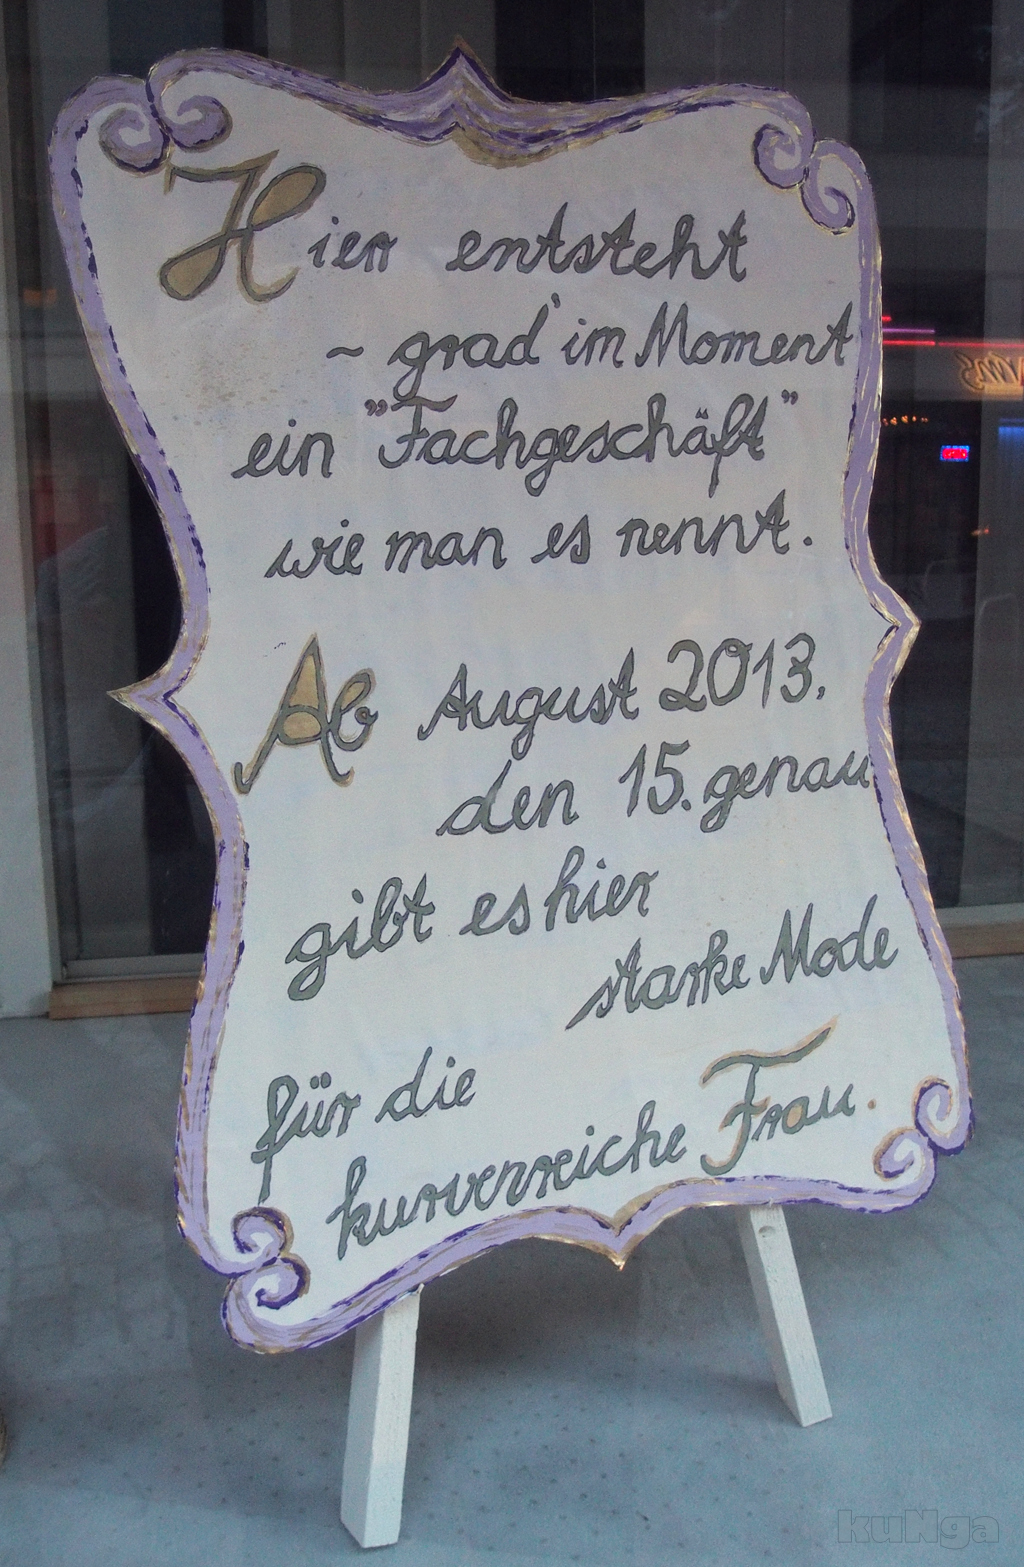 Hier entsteht
~ grad' im Moment
ein "Fachgeschäft"
wie man es nennt.
Ab August 2013,
den 15. genau
gibt es hier
starke Mode
für die
kurvenreiche Frau.
kuNga